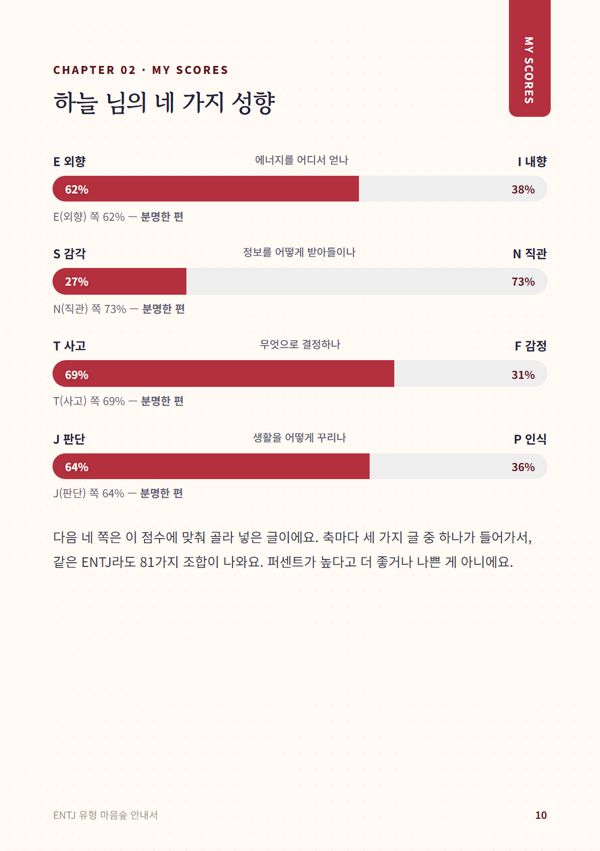 MY SCORES
CHAPTER 02 · MY SCORES
하늘 님의 네 가지 성향
E 외향 에너지를 어디서 얻나 I 내향
62% 38%
E(외향) 쪽 62% — 분명한 편
S 감각 정보를 어떻게 받아들이나 N 직관
27% 73%
N(직관) 쪽 73% — 분명한 편
T 사고 무엇으로 결정하나 F 감정
69% 31%
T(사고) 쪽 69% — 분명한 편
J 판단 생활을 어떻게 꾸리나 P 인식
64% 36%
J(판단) 쪽 64% — 분명한 편
다음 네 쪽은 이 점수에 맞춰 골라 넣은 글이에요. 축마다 세 가지 글 중 하나가 들어가서,
같은 ENTJ라도 81가지 조합이 나와요. 퍼센트가 높다고 더 좋거나 나쁜 게 아니에요.
ENTJ 유형 마음숲 안내서 10